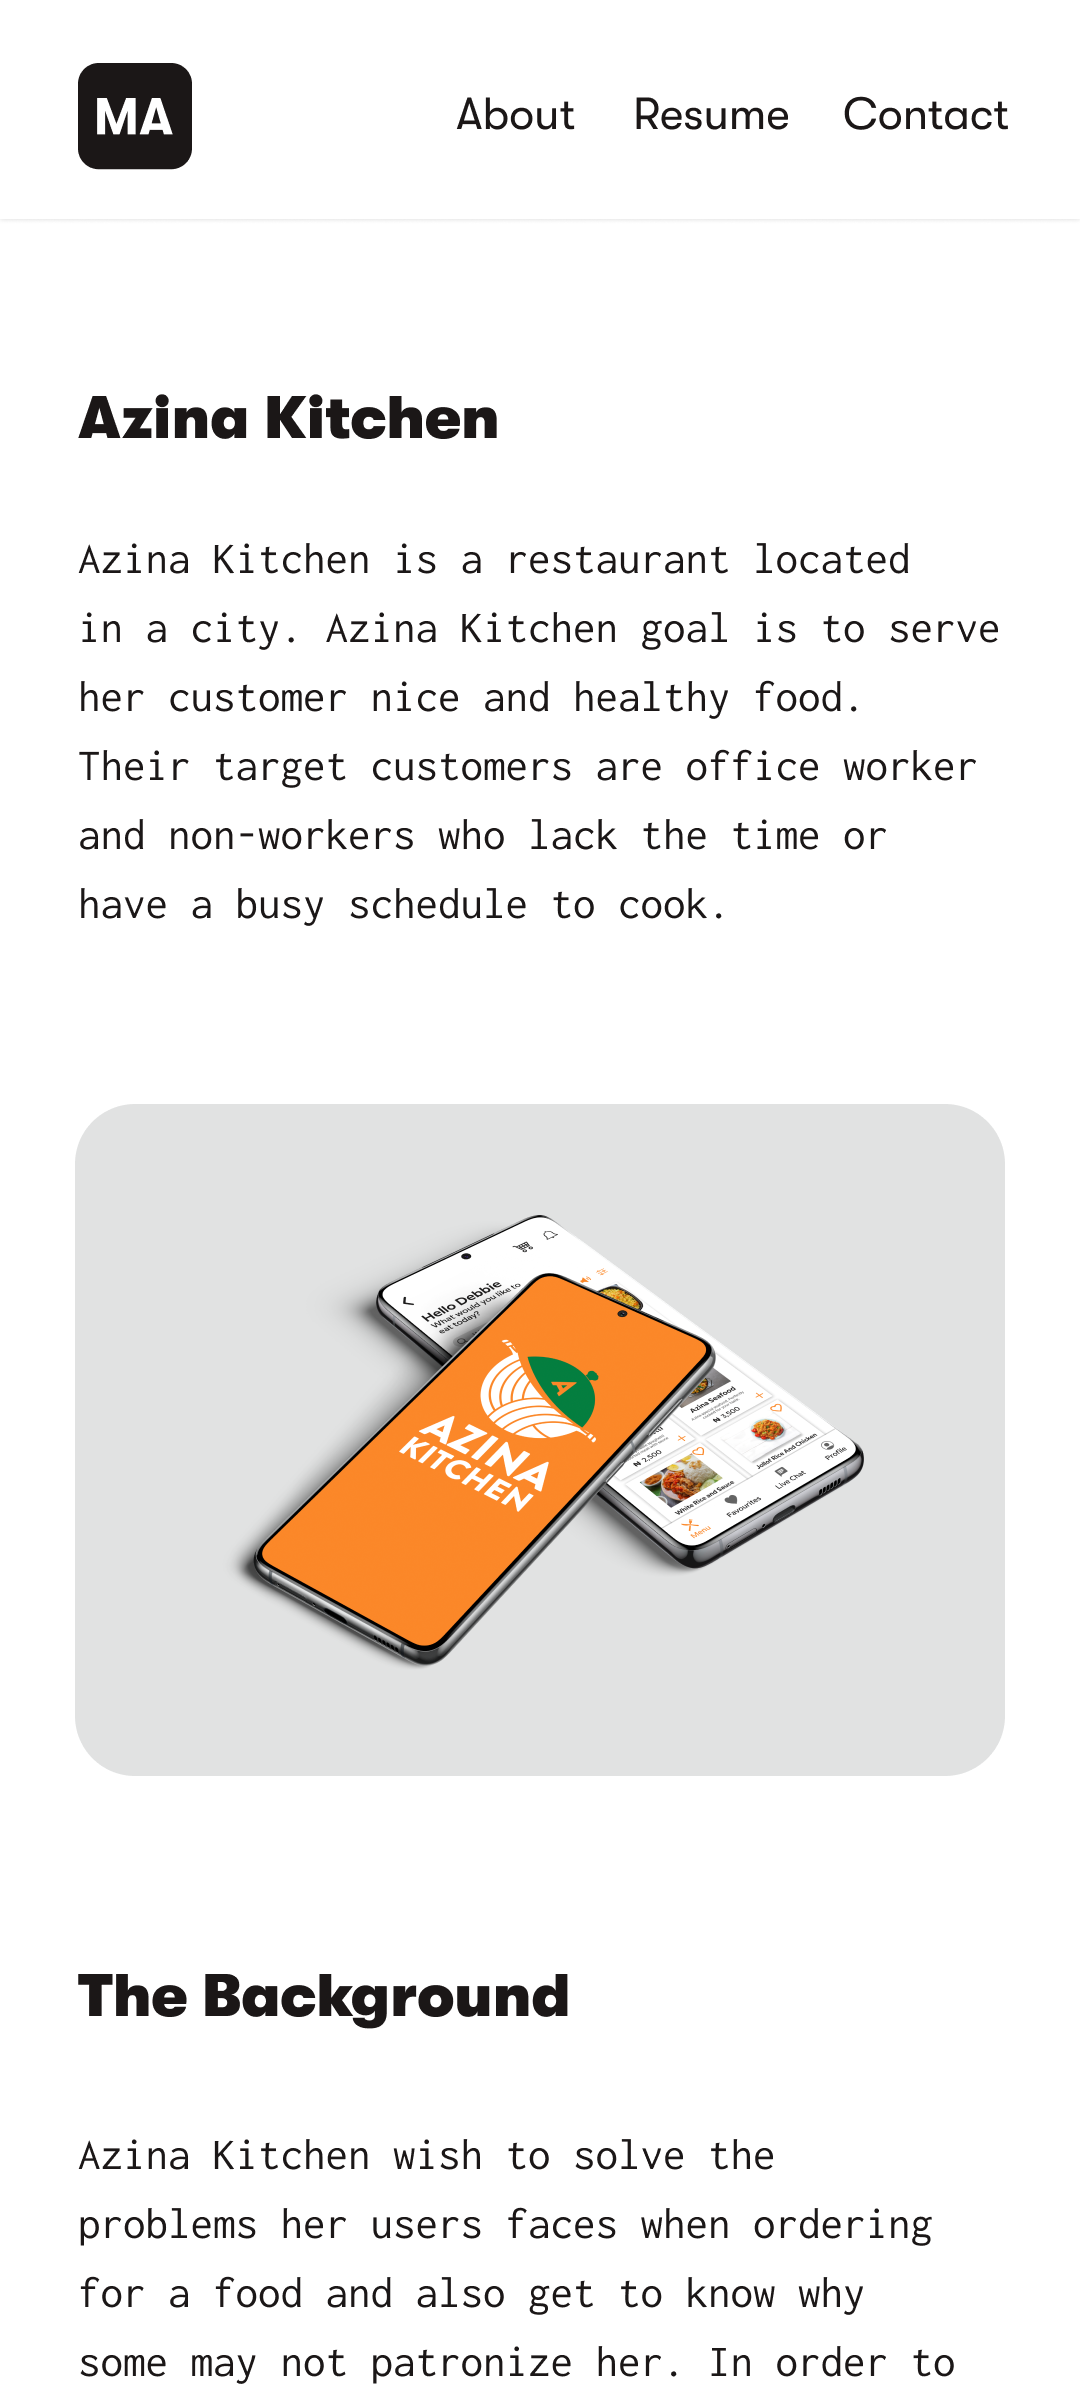 MA
About Resume Contact
Azina Kitchen
Azina Kitchen is a restaurant located
in a city. Azina Kitchen goal is to serve
her customer nice and healthy food.
Their target customers are office worker
and non-workers who lack the time or
have a busy schedule to cook.
Hello Debbie
What would you like to
eat today?
A
AZINA
KITCHEN
Azina Seafood
₦ 3,500
₦ 2,500
White Rice and Sauce
Jollof Rice And Chicken
Menu
Favourites
Live Chat
Profile
The Background
Azina Kitchen wish to solve the
problems her users faces when ordering
for a food and also get to know why
some may not patronize her. In order to